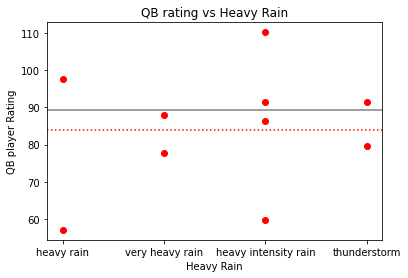 QB rating vs Heavy Rain
110
100
90
80
70
60
QB player Rating
heavy rain very heavy rain heavy intensity rain thunderstorm
Heavy Rain